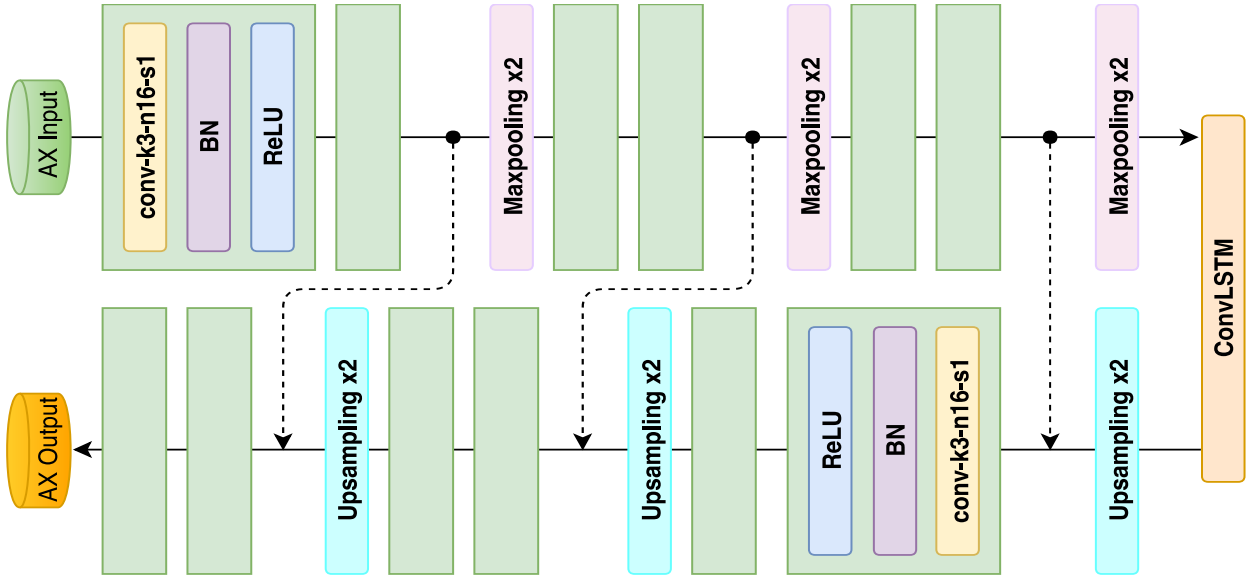 AX Input
conv-k3-n16-s1
BN
ReLU
Maxpooling x2
Maxpooling x2
Maxpooling x2
ConvLSTM
AX Output
Upsampling x2
Upsampling x2
ReLU
BN
conv-k3-n16-s1
Upsampling x2